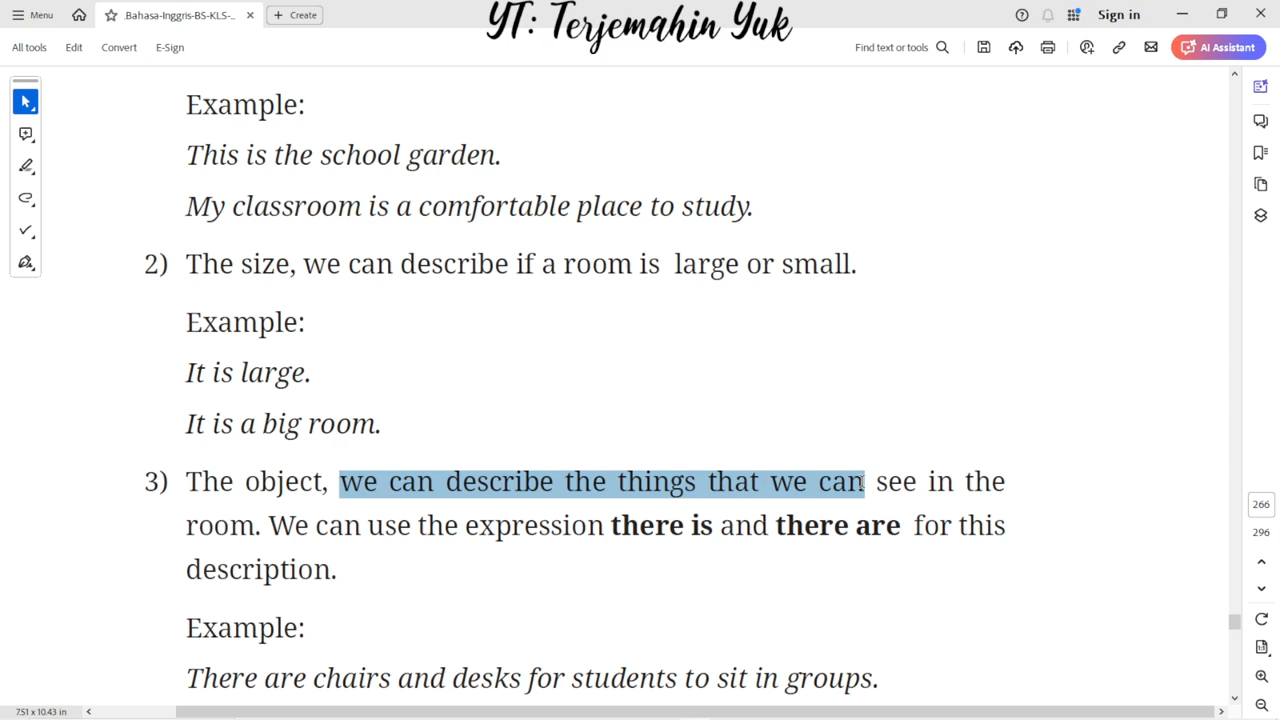 Menu
.Bahasa-Inggris-BS-KLS-...
Create
YT: Terjemahin Yuk
Sign in
All tools
Edit
Convert
E-Sign
Find text or tools
AI Assistant
Example:
This is the school garden.
My classroom is a comfortable place to study.
2) The size, we can describe if a room is large or small.
Example:
It is large.
It is a big room.
3) The object, we can describe the things that we can see in the
room. We can use the expression there is and there are for this
description.
Example:
There are chairs and desks for students to sit in groups.
266
296
7.51 x 10.43 in